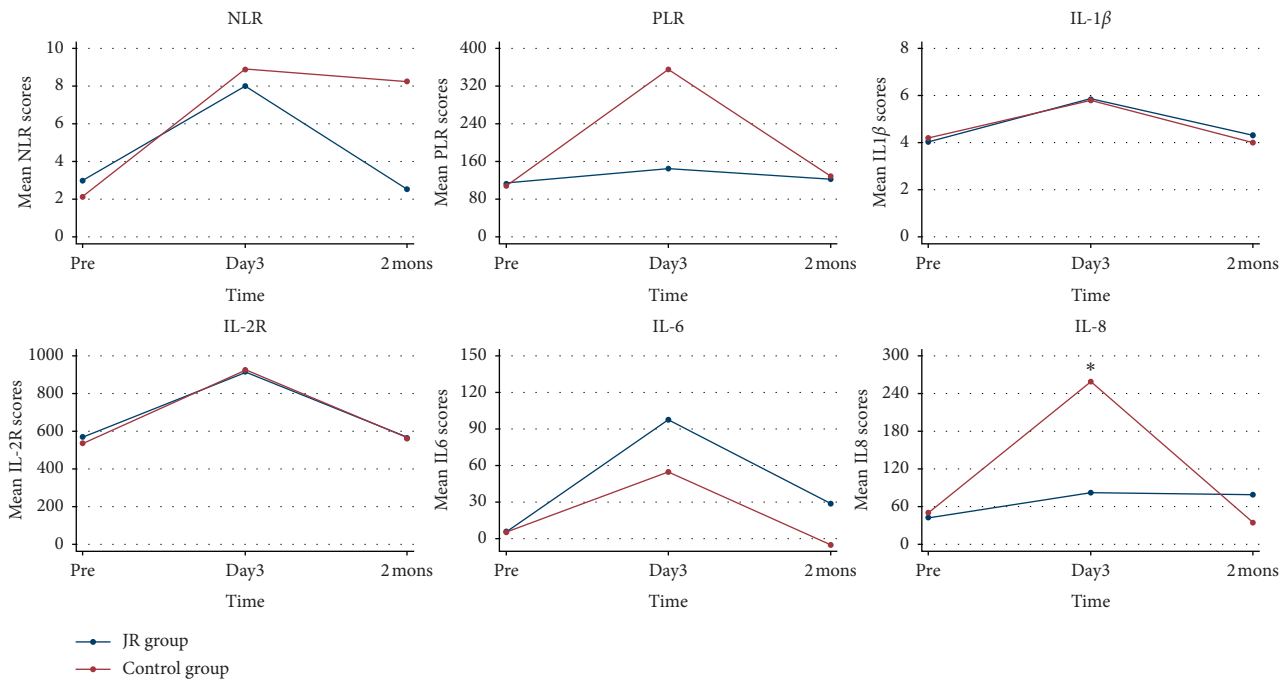 NLR
Mean NLR scores
10
8
6
4
2
0
Pre
Day3
2 mons
Time
PLR
Mean PLR scores
400
320
240
160
80
0
Pre
Day3
2 mons
Time
IL-1β
Mean IL1β scores
8
6
4
2
0
Pre
Day3
2 mons
Time
IL-2R
Mean IL-2R scores
1000
800
600
400
200
0
Pre
Day3
2 mons
Time
IL-6
Mean IL6 scores
150
120
90
60
30
0
Pre
Day3
2 mons
Time
IL-8
Mean IL8 scores
300
240
180
120
60
0
*
Pre
Day3
2 mons
Time
JR group
Control group